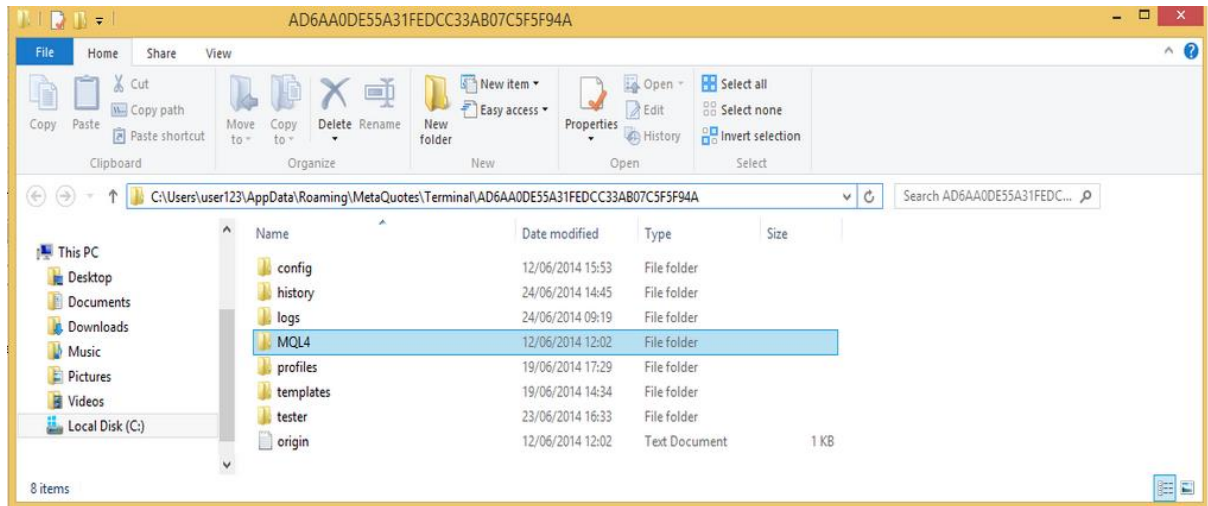 AD6AA0DE55A31FEDCC33AB07C5F5F94A
File Home Share View
Copy
Paste
Cut
Copy path
Paste shortcut
Clipboard
Move to
Copy to
Delete
Rename
Organize
New folder
New item
Easy access
New
Properties
Open
Edit
History
Open
Select all
Select none
Invert selection
Select
C:\Users\user123\AppData\Roaming\MetaQuotes\Terminal\AD6AA0DE55A31FEDCC33AB07C5F5F94A
Search AD6AA0DE55A31FEDC...
This PC
Desktop
Documents
Downloads
Music
Pictures
Videos
Local Disk (C:)
Name Date modified Type Size
config 12/06/2014 15:53 File folder
history 24/06/2014 14:45 File folder
logs 24/06/2014 09:19 File folder
MQL4 12/06/2014 12:02 File folder
profiles 19/06/2014 17:29 File folder
templates 19/06/2014 14:34 File folder
tester 23/06/2014 16:33 File folder
origin 12/06/2014 12:02 Text Document 1 KB
8 items